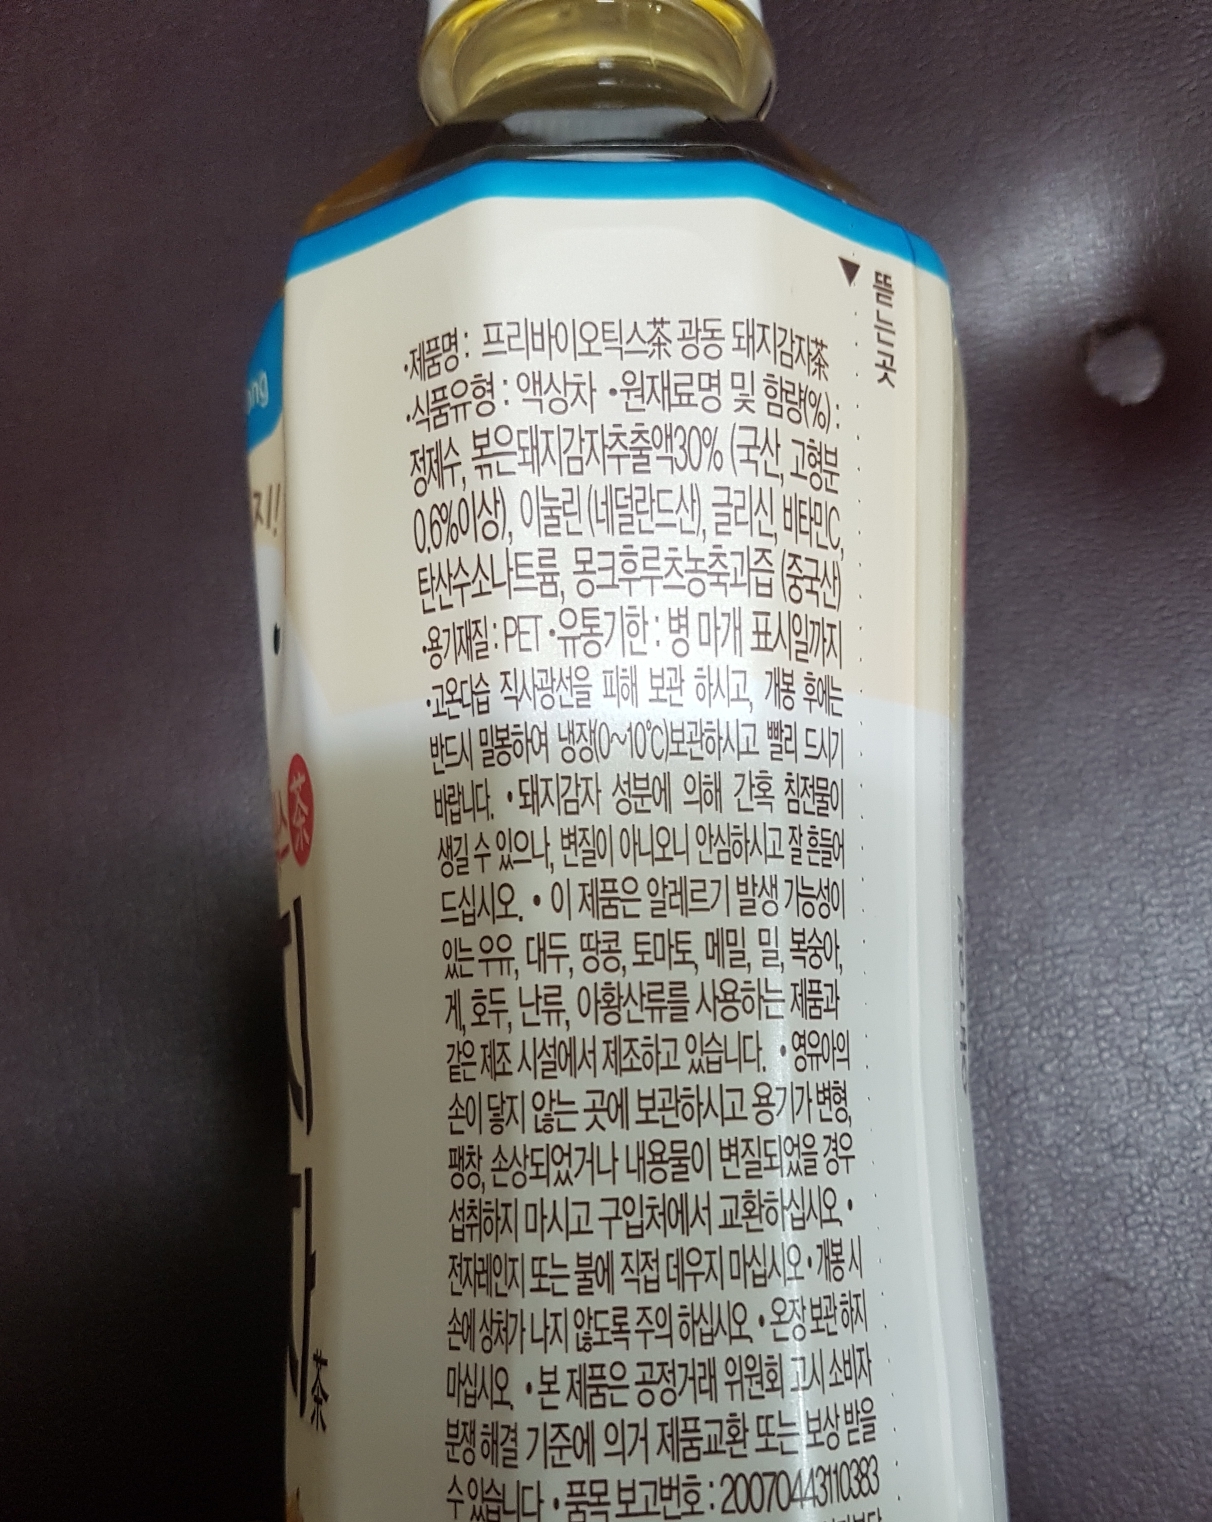 ▼ 뜯는곳
•제품명 : 프리바이오틱스茶 광동 돼지감자茶
•식품유형 : 액상차 •원재료명 및 함량(%) :
정제수, 볶은돼지감자추출액30% (국산, 고형분
0.6%이상), 이눌린(네덜란드산), 글리신, 비타민C,
탄산수소나트륨, 몽크후루츠농축과즙 (중국산)
•용기재질 : PET •유통기한 : 병 마개 표시일까지
•고온다습 직사광선을 피해 보관 하시고, 개봉 후에는
반드시 밀봉하여 냉장(0~10℃)보관하시고 빨리 드시기
바랍니다. •돼지감자 성분에 의해 간혹 침전물이
생길 수 있으나, 변질이 아니오니 안심하시고 잘 흔들어
드십시오. •이 제품은 알레르기 발생 가능성이
있는 우유, 대두, 땅콩, 토마토, 메밀, 밀, 복숭아,
게, 호두, 난류, 아황산류를 사용하는 제품과
같은 제조 시설에서 제조하고 있습니다. •영유아의
손이 닿지 않는 곳에 보관하시고 용기가 변형,
팽창, 손상되었거나 내용물이 변질되었을 경우
섭취하지 마시고 구입처에서 교환하십시오. •
전자레인지 또는 불에 직접 데우지 마십시오 •개봉 시
손에 상처가 나지 않도록 주의 하십시오. •온장 보관 하지
마십시오. •본 제품은 공정거래 위원회 고시 소비자
분쟁 해결 기준에 의거 제품교환 또는 보상 받을
수 있습니다 •품목 보고번호 : 20070443110383
ong
지!
스茶
지
자
茶